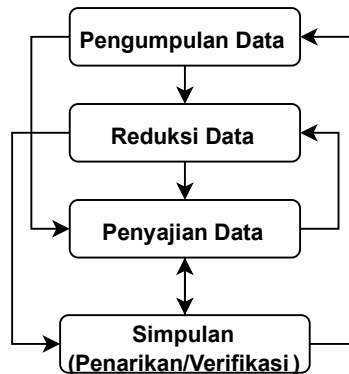 Pengumpulan Data
Reduksi Data
Penyajian Data
Simpulan
(Penarikan/Verifikasi )